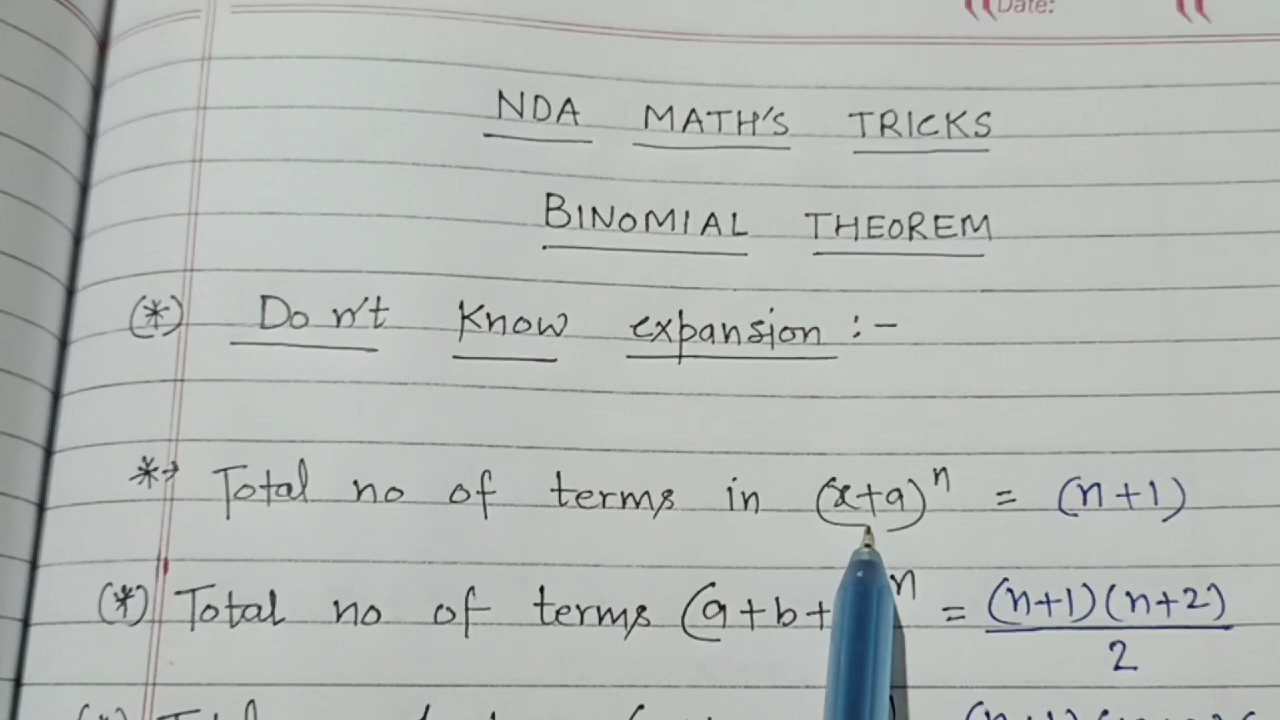 Date:
NDA MATH'S TRICKS
BINOMIAL THEOREM
(*) Don't know expansion :-
*→ Total no of terms in (x+a)^n = (n+1)
(*) Total no of terms (a+b+ ^n = (n+1)(n+2)/2